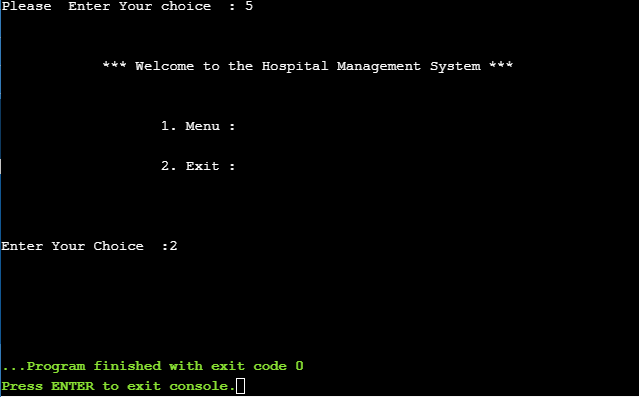 Please  Enter Your choice  : 5
*** Welcome to the Hospital Management System ***
1. Menu :
2. Exit :
Enter Your Choice  :2
...Program finished with exit code 0
Press ENTER to exit console.